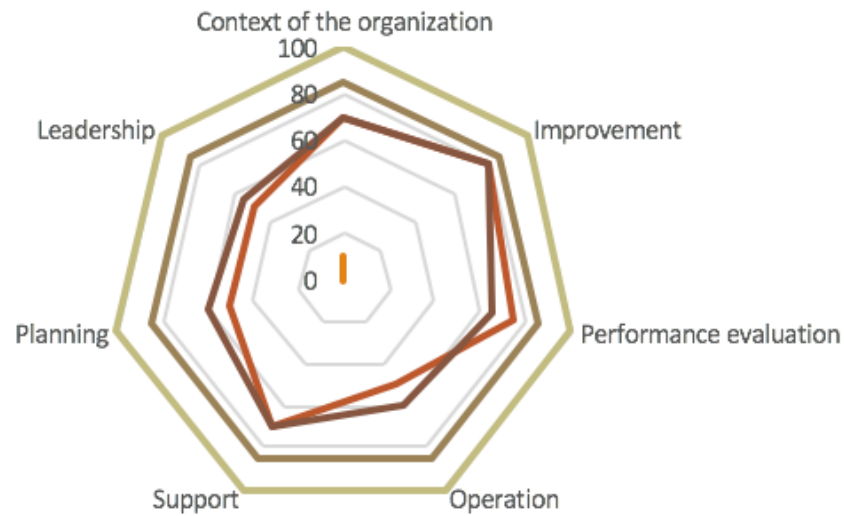 Context of the organization
100
80
Leadership
Improvement
60
40
20
0
Planning
Performance evaluation
Support
Operation